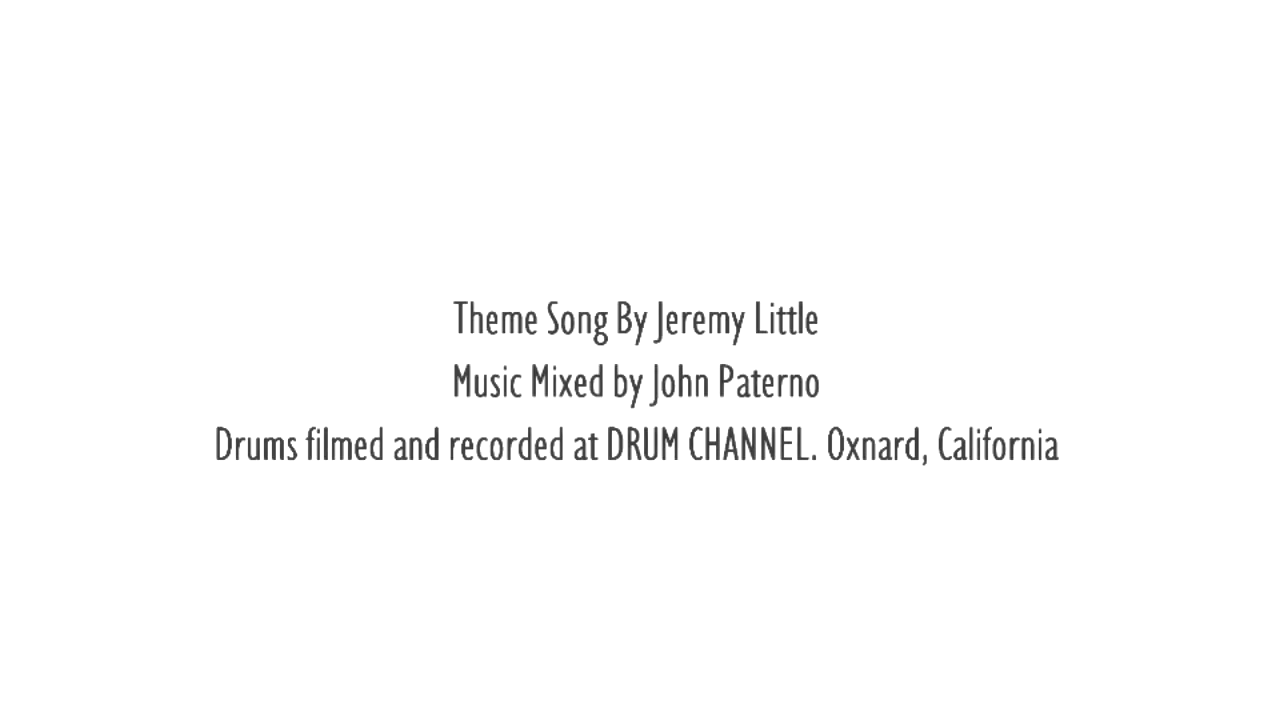 Theme Song By Jeremy Little
Music Mixed by John Paterno
Drums filmed and recorded at DRUM CHANNEL. Oxnard, California